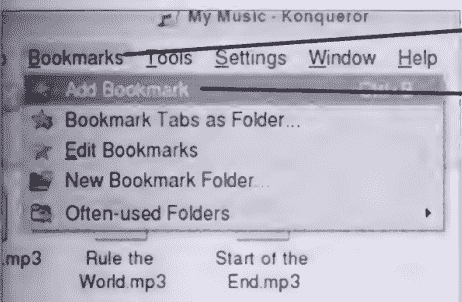 My Music - Konqueror
Bookmarks Tools Settings Window Help
Add Bookmark
Bookmark Tabs as Folder...
Edit Bookmarks
New Bookmark Folder...
Often-used Folders
.mp3 Rule the Start of the
World.mp3 End.mp3